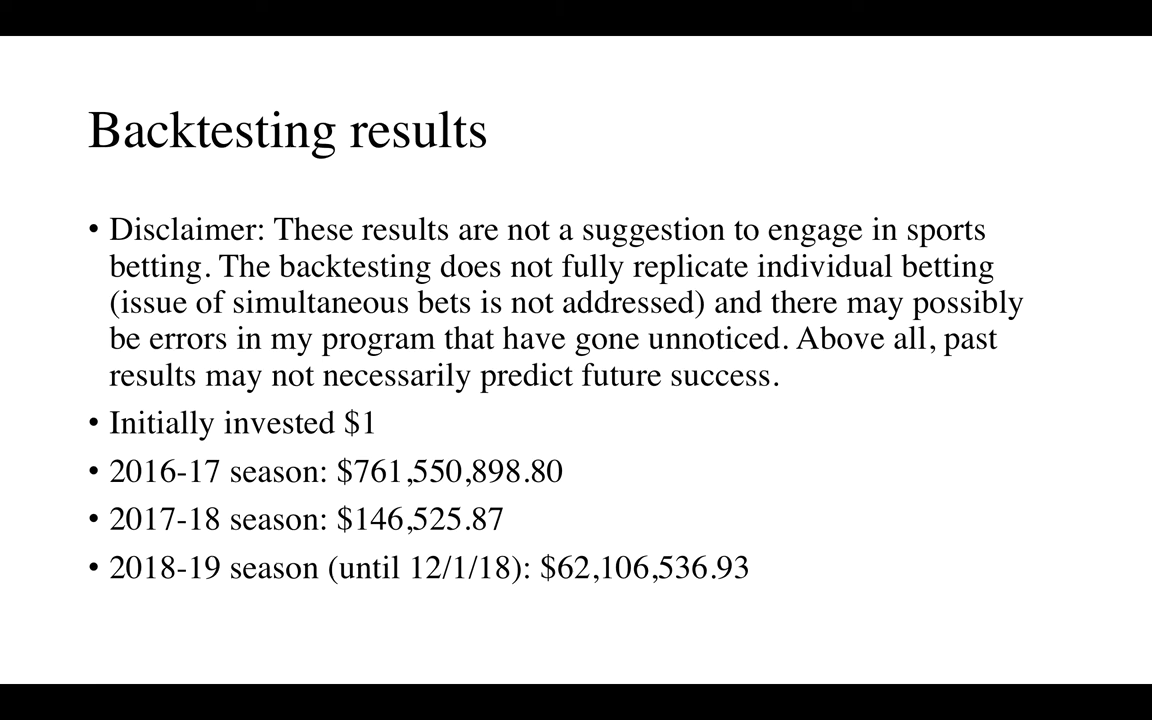 Backtesting results
• Disclaimer: These results are not a suggestion to engage in sports
betting. The backtesting does not fully replicate individual betting
(issue of simultaneous bets is not addressed) and there may possibly
be errors in my program that have gone unnoticed. Above all, past
results may not necessarily predict future success.
• Initially invested $1
• 2016-17 season: $761,550,898.80
• 2017-18 season: $146,525.87
• 2018-19 season (until 12/1/18): $62,106,536.93